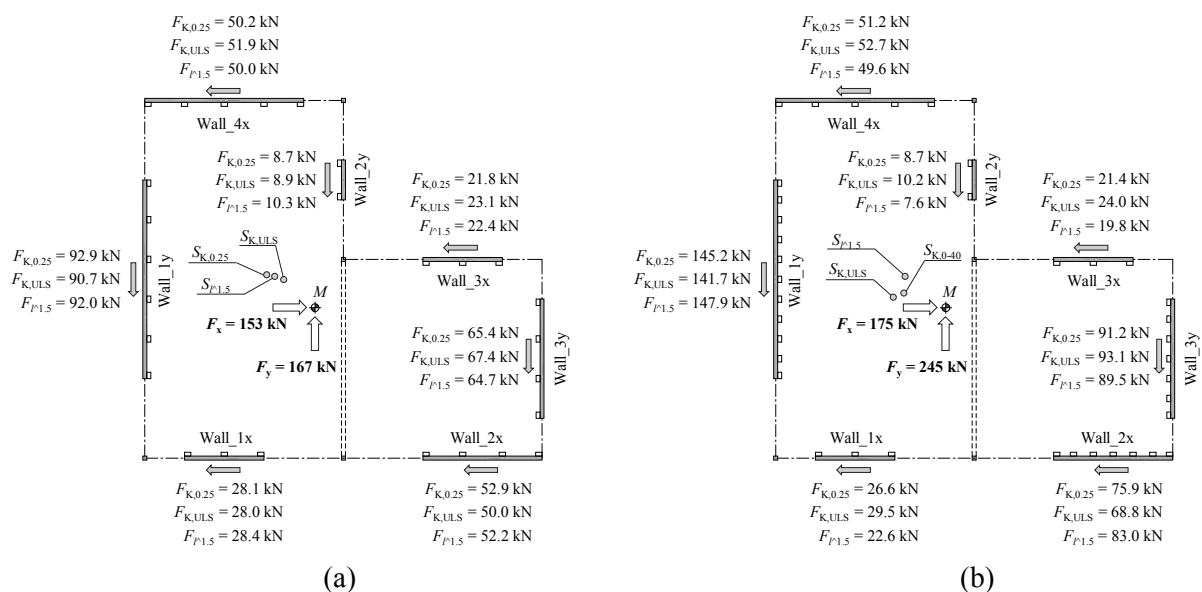 F_K,0.25 = 50.2 kN
F_K,ULS = 51.9 kN
F_l^1.5 = 50.0 kN
Wall_4x
F_K,0.25 = 8.7 kN
F_K,ULS = 8.9 kN
F_l^1.5 = 10.3 kN
Wall_2y
F_K,0.25 = 21.8 kN
F_K,ULS = 23.1 kN
F_l^1.5 = 22.4 kN
S_K,ULS
S_K,0.25
S_l^1.5
F_K,0.25 = 92.9 kN
F_K,ULS = 90.7 kN
F_l^1.5 = 92.0 kN
Wall_1y
Wall_3x
M
F_x = 153 kN
F_y = 167 kN
F_K,0.25 = 65.4 kN
F_K,ULS = 67.4 kN
F_l^1.5 = 64.7 kN
Wall_3y
Wall_1x
Wall_2x
F_K,0.25 = 28.1 kN
F_K,ULS = 28.0 kN
F_l^1.5 = 28.4 kN
F_K,0.25 = 52.9 kN
F_K,ULS = 50.0 kN
F_l^1.5 = 52.2 kN
(a)
F_K,0.25 = 51.2 kN
F_K,ULS = 52.7 kN
F_l^1.5 = 49.6 kN
Wall_4x
F_K,0.25 = 8.7 kN
F_K,ULS = 10.2 kN
F_l^1.5 = 7.6 kN
Wall_2y
F_K,0.25 = 21.4 kN
F_K,ULS = 24.0 kN
F_l^1.5 = 19.8 kN
S_l^1.5
S_K,0-40
S_K,ULS
F_K,0.25 = 145.2 kN
F_K,ULS = 141.7 kN
F_l^1.5 = 147.9 kN
Wall_1y
Wall_3x
M
F_x = 175 kN
F_y = 245 kN
F_K,0.25 = 91.2 kN
F_K,ULS = 93.1 kN
F_l^1.5 = 89.5 kN
Wall_3y
Wall_1x
Wall_2x
F_K,0.25 = 26.6 kN
F_K,ULS = 29.5 kN
F_l^1.5 = 22.6 kN
F_K,0.25 = 75.9 kN
F_K,ULS = 68.8 kN
F_l^1.5 = 83.0 kN
(b)